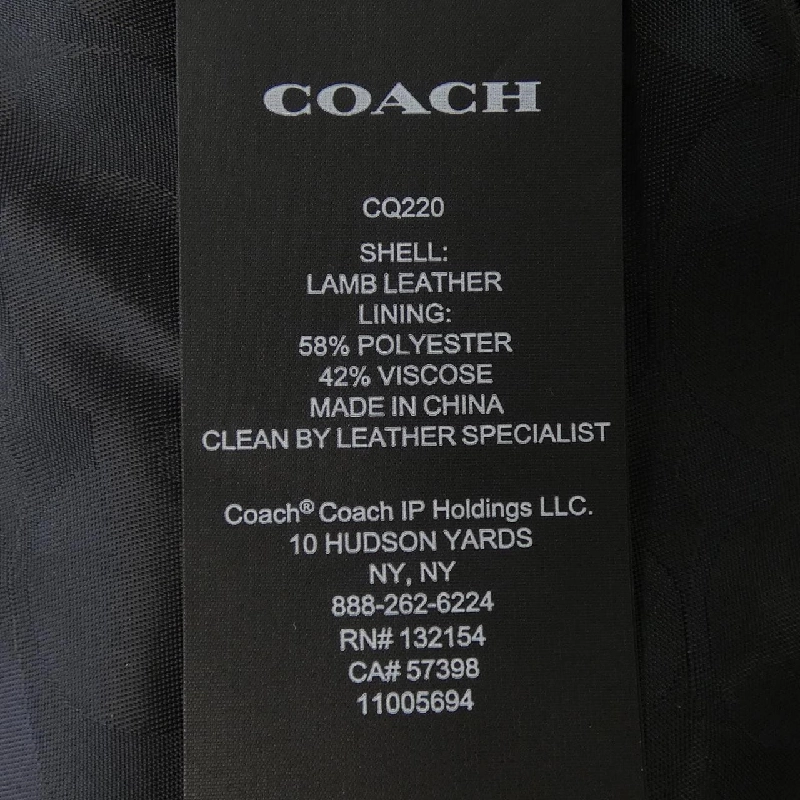 COACH
CQ220
SHELL:
LAMB LEATHER
LINING:
58% POLYESTER
42% VISCOSE
MADE IN CHINA
CLEAN BY LEATHER SPECIALIST
Coach® Coach IP Holdings LLC.
10 HUDSON YARDS
NY, NY
888-262-6224
RN# 132154
CA# 57398
11005694